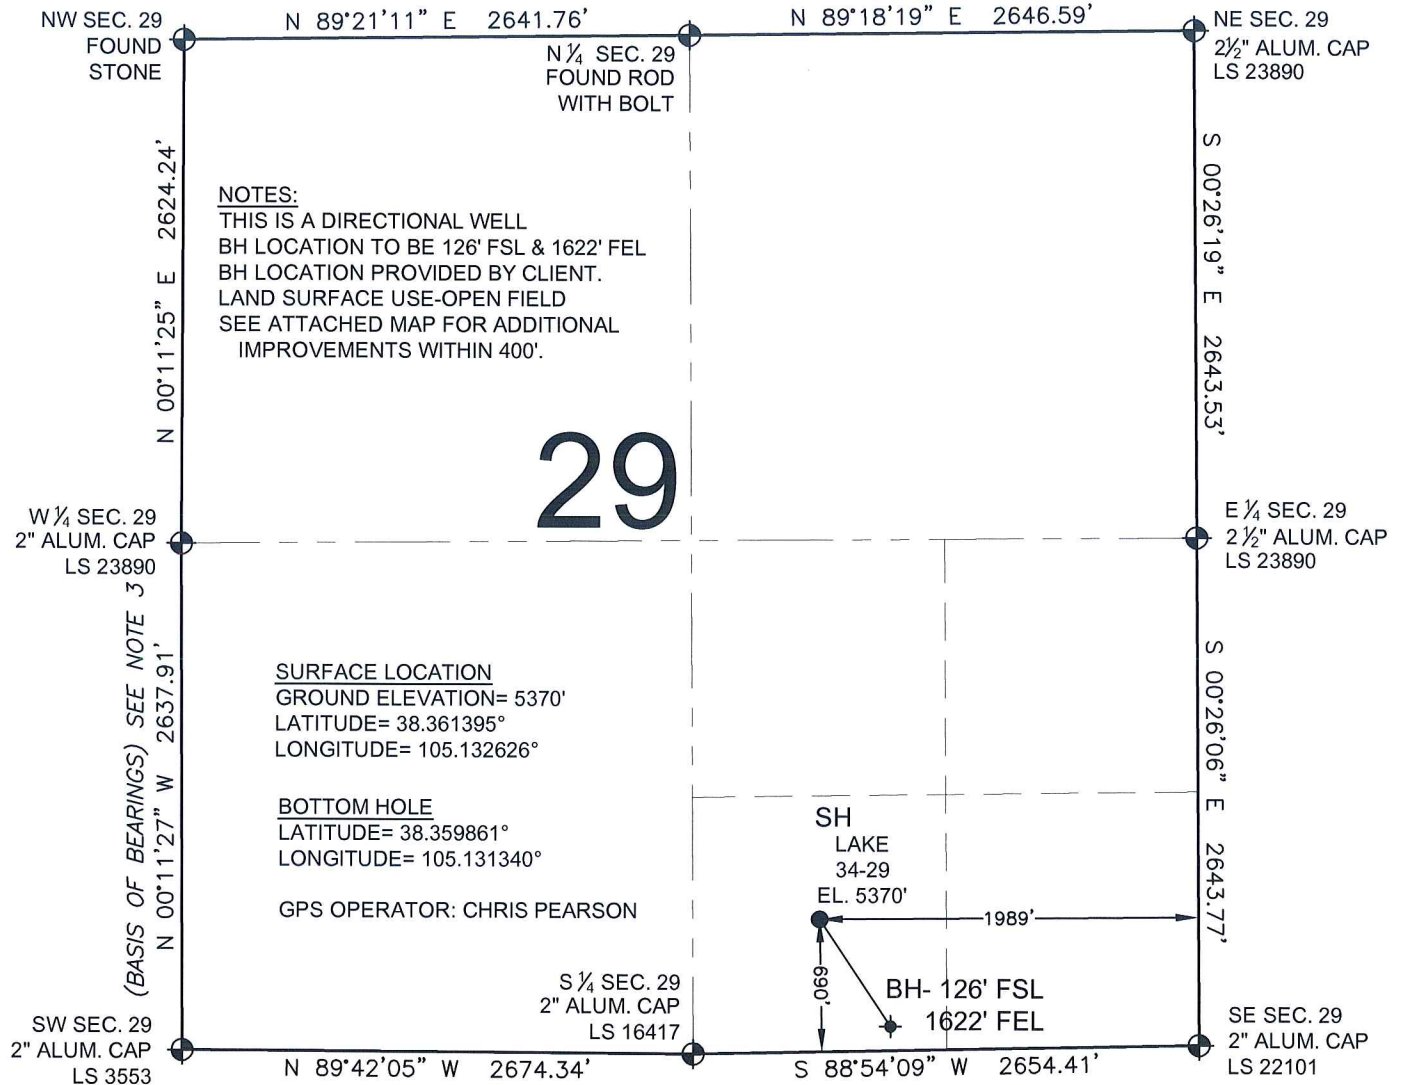 NW SEC. 29
FOUND
STONE
N 89°21'11" E 2641.76'
N 1/4 SEC. 29
FOUND ROD
WITH BOLT
N 89°18'19" E 2646.59'
NE SEC. 29
2½" ALUM. CAP
LS 23890
N 00°11'25" E 2624.24'
NOTES:
THIS IS A DIRECTIONAL WELL
BH LOCATION TO BE 126' FSL & 1622' FEL
BH LOCATION PROVIDED BY CLIENT.
LAND SURFACE USE-OPEN FIELD
SEE ATTACHED MAP FOR ADDITIONAL
IMPROVEMENTS WITHIN 400'.
S 00°26'19" E 2643.53'
29
W 1/4 SEC. 29
2" ALUM. CAP
LS 23890
E 1/4 SEC. 29
2 ½" ALUM. CAP
LS 23890
(BASIS OF BEARINGS) SEE NOTE 3
N 00°11'27" W 2637.91'
SURFACE LOCATION
GROUND ELEVATION= 5370'
LATITUDE= 38.361395°
LONGITUDE= 105.132626°
BOTTOM HOLE
LATITUDE= 38.359861°
LONGITUDE= 105.131340°
GPS OPERATOR: CHRIS PEARSON
S 00°26'06" E 2643.77'
SH
LAKE
34-29
EL. 5370'
1989'
690'
BH- 126' FSL
1622' FEL
S 1/4 SEC. 29
2" ALUM. CAP
LS 16417
SW SEC. 29
2" ALUM. CAP
LS 3553
N 89°42'05" W 2674.34'
S 88°54'09" W 2654.41'
SE SEC. 29
2" ALUM. CAP
LS 22101